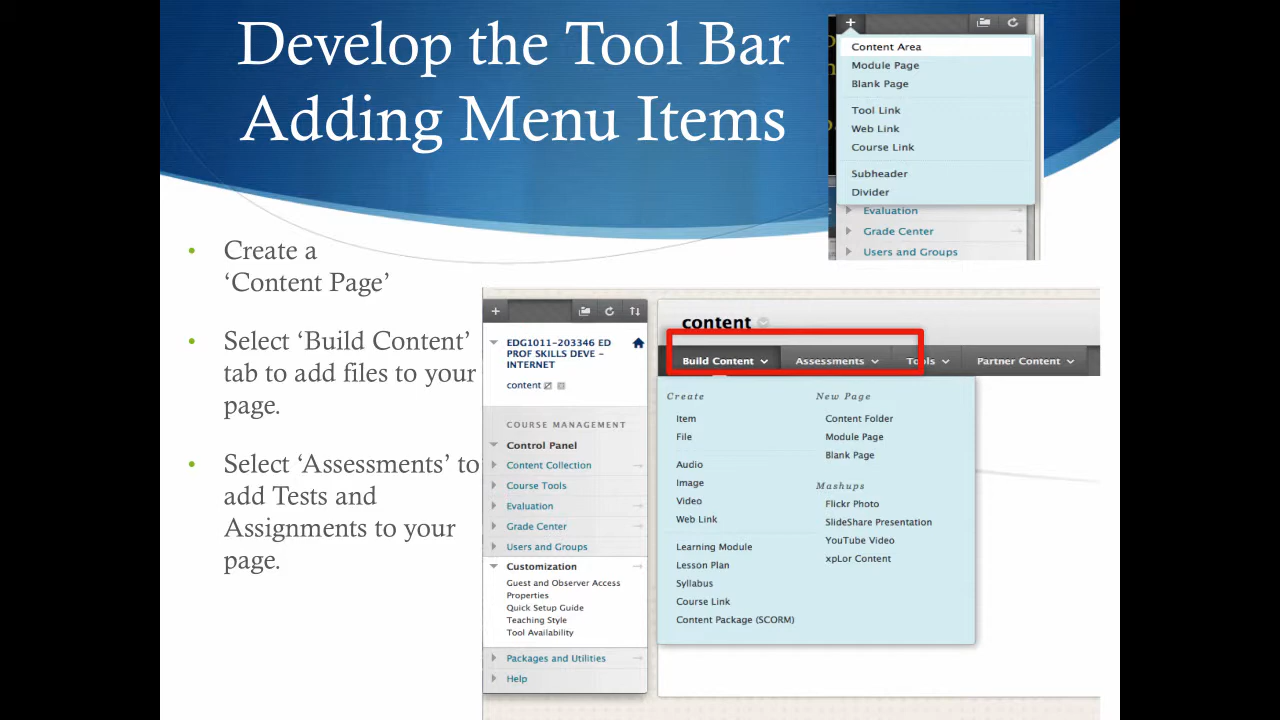 Develop the Tool Bar
Adding Menu Items
Content Area
Module Page
Blank Page
Tool Link
Web Link
Course Link
Subheader
Divider
Evaluation
Grade Center
Users and Groups
• Create a
‘Content Page’
• Select ‘Build Content’
tab to add files to your
page.
• Select ‘Assessments’ to
add Tests and
Assignments to your
page.
EDG1011-203346 ED
PROF SKILLS DEVE -
INTERNET
content
COURSE MANAGEMENT
Control Panel
Content Collection
Course Tools
Evaluation
Grade Center
Users and Groups
Customization
Guest and Observer Access
Properties
Quick Setup Guide
Teaching Style
Tool Availability
Packages and Utilities
Help
content
Build Content Assessments Tools Partner Content
Create
Item
File
Audio
Image
Video
Web Link
Learning Module
Lesson Plan
Syllabus
Course Link
Content Package (SCORM)
New Page
Content Folder
Module Page
Blank Page
Mashups
Flickr Photo
SlideShare Presentation
YouTube Video
xpLor Content